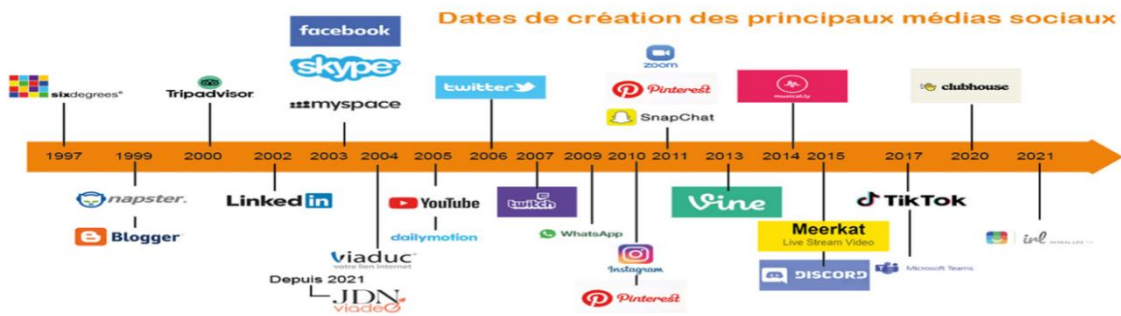 Dates de création des principaux médias sociaux
facebook
skype
myspace
sixdegrees
Tripadvisor
twitter
zoom
Pinterest
SnapChat
musical.ly
clubhouse
1997 1999 2000 2002 2003 2004 2005 2006 2007 2009 2010 2011 2013 2014 2015 2017 2020 2021
napster.
Blogger
LinkedIn
Viaduc
votre lien internet
Depuis 2021
JDN
viadeo
YouTube
dailymotion
twitch
WhatsApp
Instagram
Pinterest
Vine
Meerkat
Live Stream Video
DISCORD
TikTok
Microsoft Teams
irl